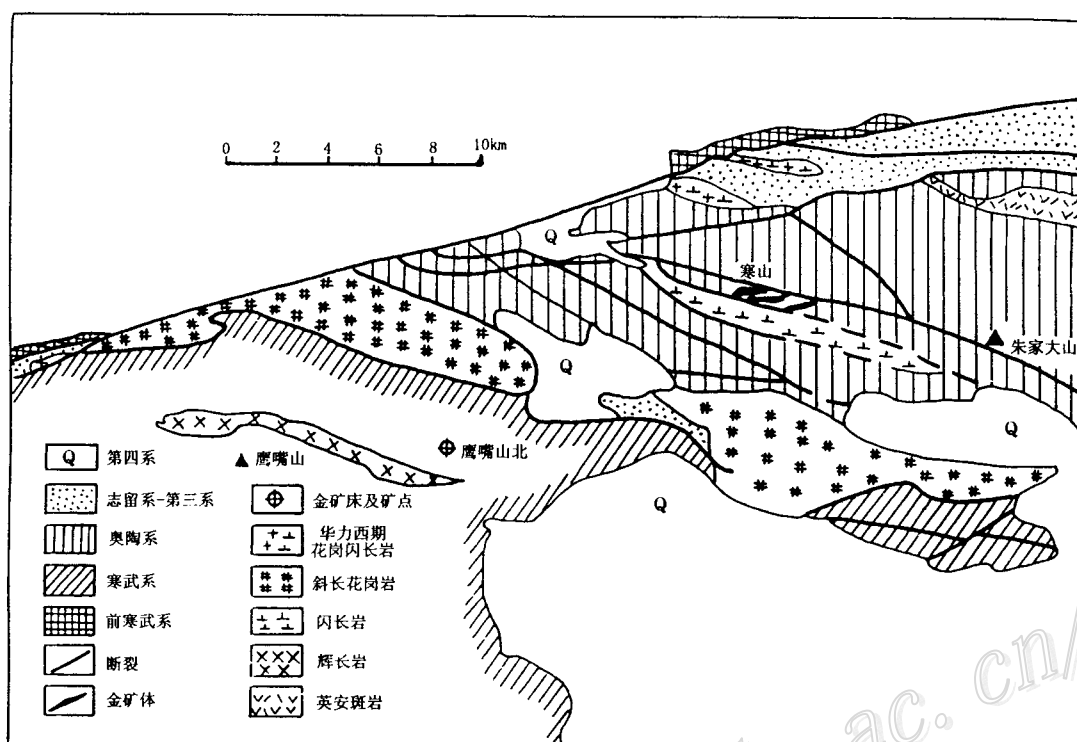 0 2 4 6 8 10km
Q
寒山
朱家大山
Q
Q
鹰嘴山北
鹰嘴山
Q
Q 第四系
志留系-第三系
奥陶系
寒武系
前寒武系
断裂
金矿体
金矿床及矿点
华力西期
花岗闪长岩
斜长花岗岩
闪长岩
辉长岩
英安斑岩
ac.cn/